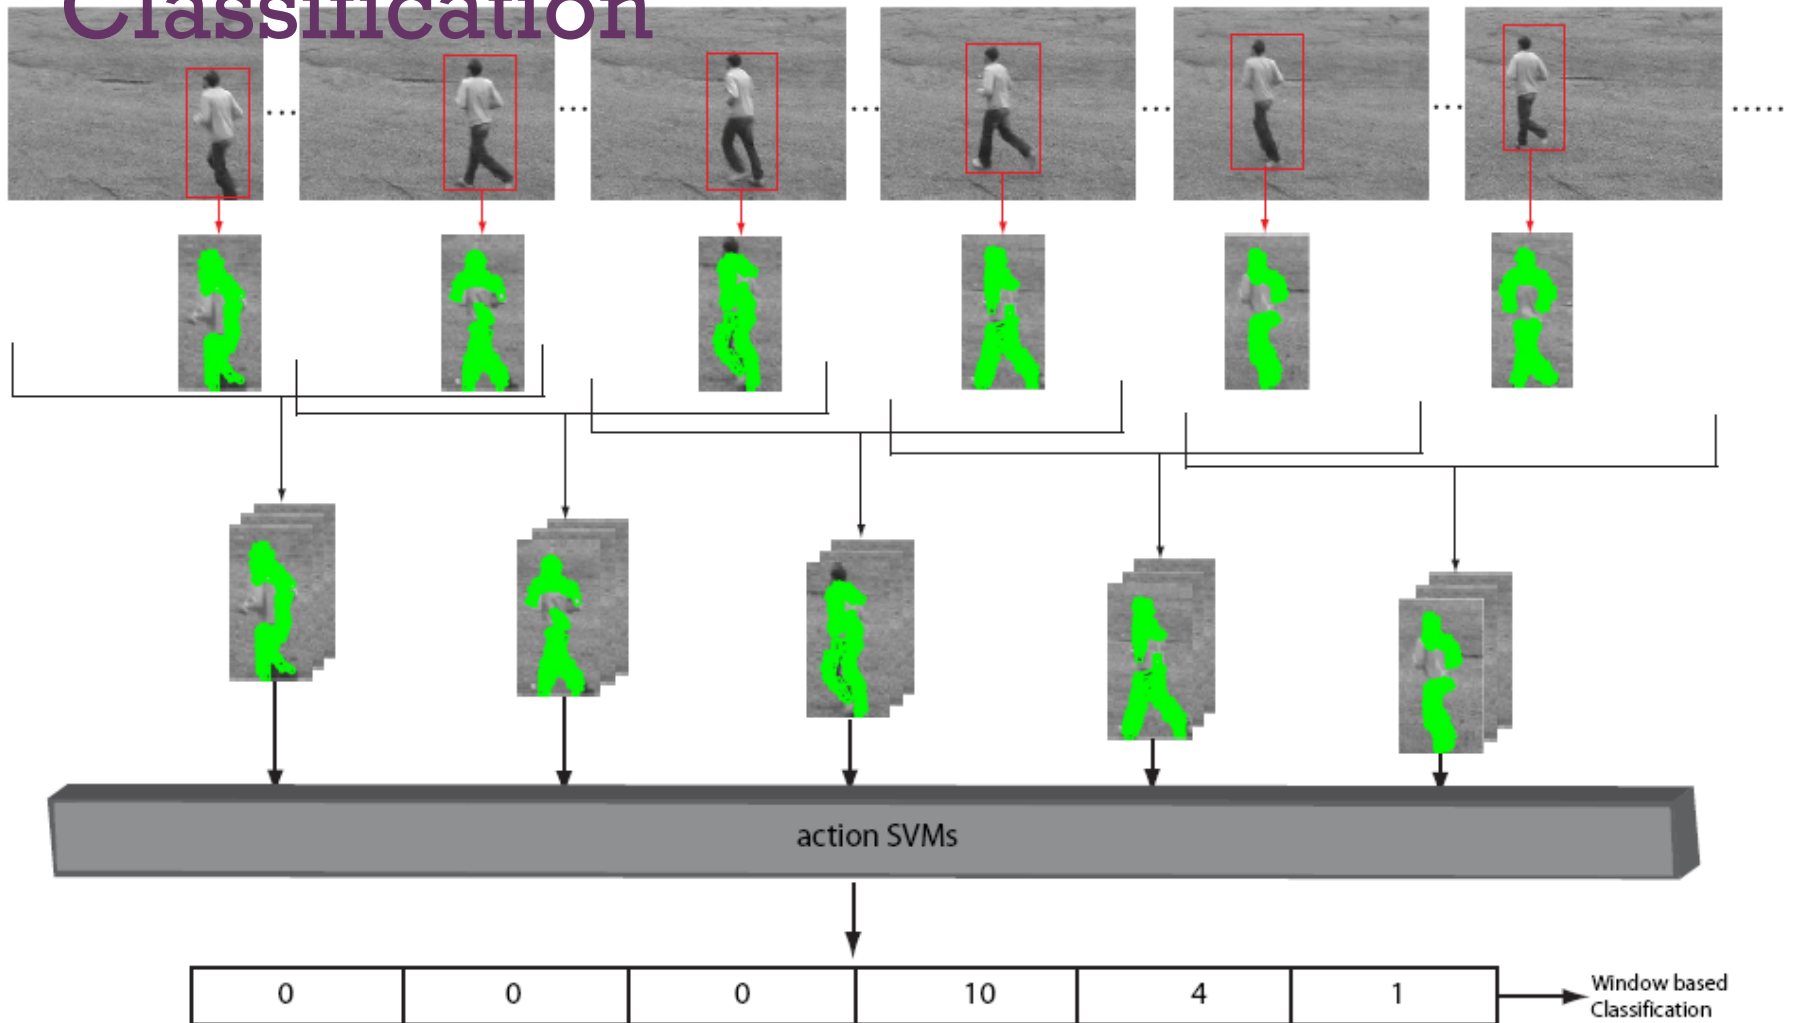 Classification
action SVMs
0 0 0 10 4 1
Window based
Classification